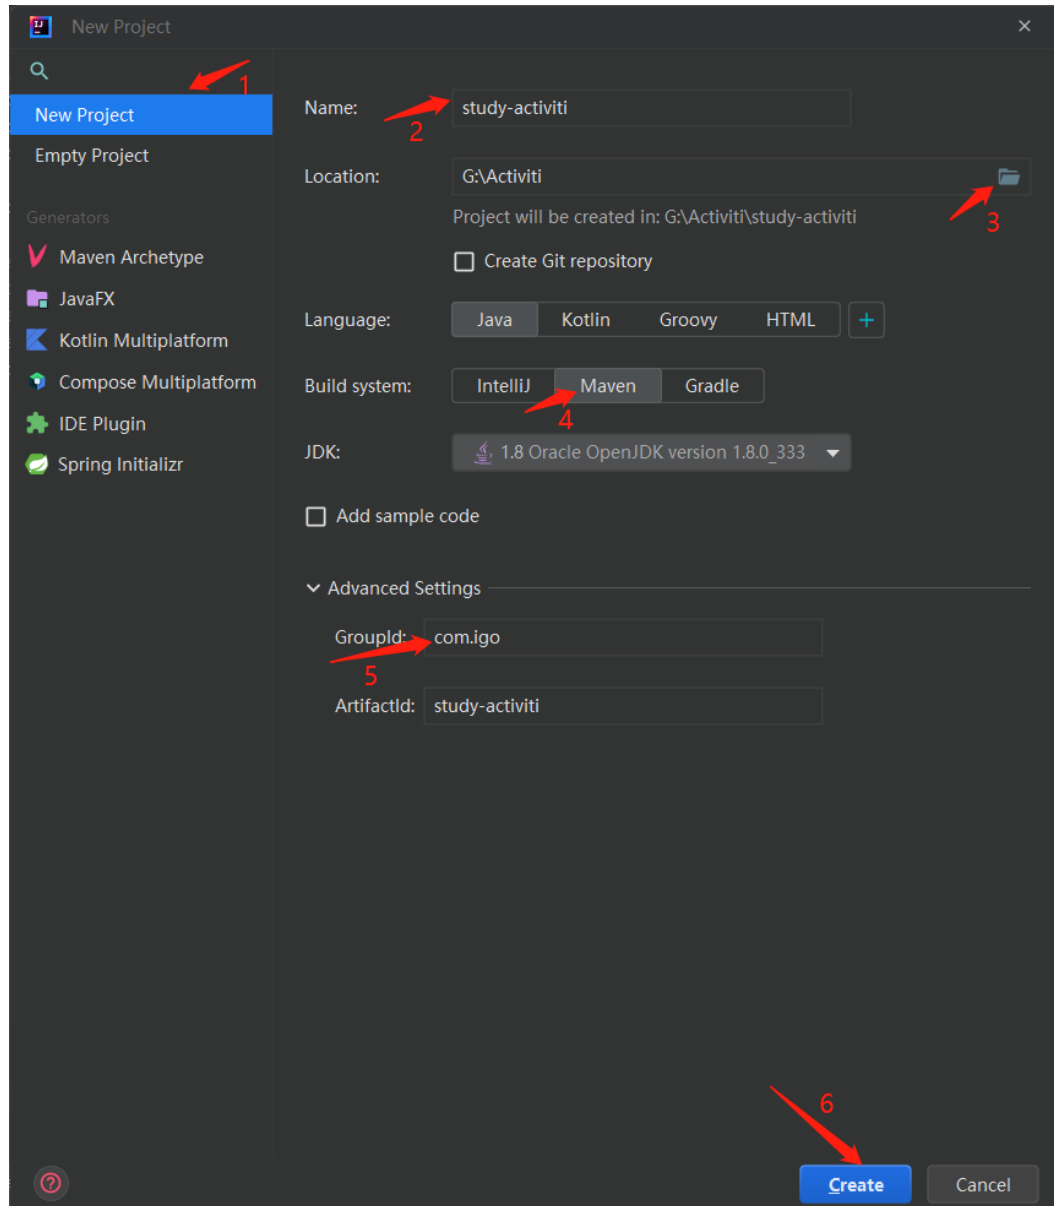 New Project
1
New Project
Empty Project
Generators
Maven Archetype
JavaFX
Kotlin Multiplatform
Compose Multiplatform
IDE Plugin
Spring Initializr
Name: study-activiti
2
Location: G:\Activiti
3
Project will be created in: G:\Activiti\study-activiti
Create Git repository
Language: Java Kotlin Groovy HTML +
Build system: IntelliJ Maven Gradle
4
JDK: 1.8 Oracle OpenJDK version 1.8.0_333
Add sample code
Advanced Settings
GroupId: com.igo
5
ArtifactId: study-activiti
6
?
Create Cancel